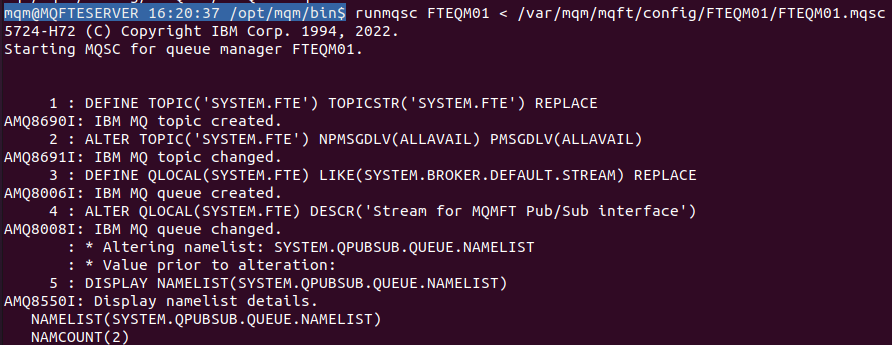 mqm@MQFTESERVER 16:20:37 /opt/mqm/bin$ runmqsc FTEQM01 < /var/mqm/mqft/config/FTEQM01/FTEQM01.mqsc
5724-H72 (C) Copyright IBM Corp. 1994, 2022.
Starting MQSC for queue manager FTEQM01.
1 : DEFINE TOPIC('SYSTEM.FTE') TOPICSTR('SYSTEM.FTE') REPLACE
AMQ8690I: IBM MQ topic created.
2 : ALTER TOPIC('SYSTEM.FTE') NPMSGDLV(ALLAVAIL) PMSGDLV(ALLAVAIL)
AMQ8691I: IBM MQ topic changed.
3 : DEFINE QLOCAL(SYSTEM.FTE) LIKE(SYSTEM.BROKER.DEFAULT.STREAM) REPLACE
AMQ8006I: IBM MQ queue created.
4 : ALTER QLOCAL(SYSTEM.FTE) DESCR('Stream for MQMFT Pub/Sub interface')
AMQ8008I: IBM MQ queue changed.
: * Altering namelist: SYSTEM.QPUBSUB.QUEUE.NAMELIST
: * Value prior to alteration:
5 : DISPLAY NAMELIST(SYSTEM.QPUBSUB.QUEUE.NAMELIST)
AMQ8550I: Display namelist details.
NAMELIST(SYSTEM.QPUBSUB.QUEUE.NAMELIST)
NAMCOUNT(2)